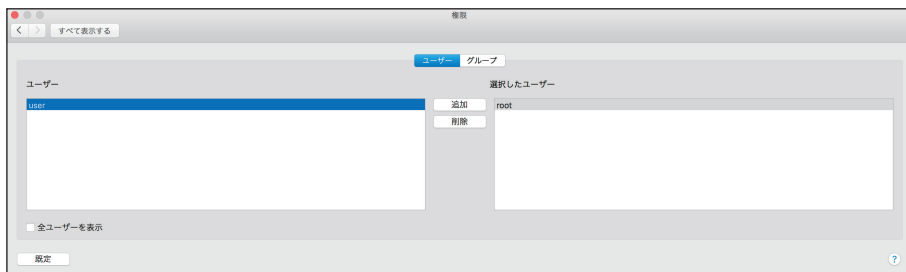 権限
すべて表示する
ユーザー グループ
ユーザー
選択したユーザー
user
追加
root
削除
全ユーザーを表示
既定
?